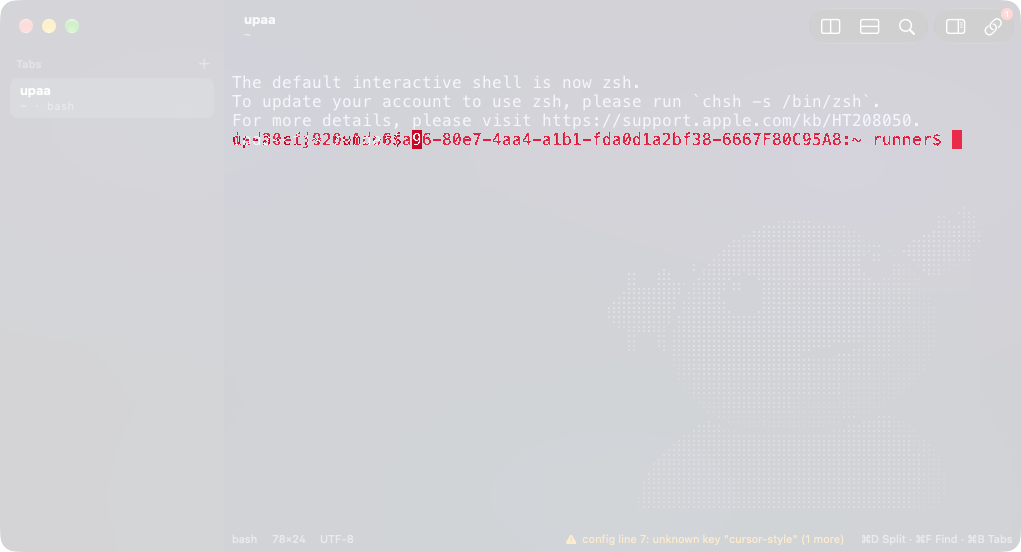 upaa
~
1
Tabs
+
upaa
~ · bash
The default interactive shell is now zsh.
To update your account to use zsh, please run `chsh -s /bin/zsh`.
For more details, please visit https://support.apple.com/kb/HT208050.
96-80e7-4aa4-a1b1-fda0d1a2bf38-6667F80C95A8:~ runner$
bash 78×24 UTF-8 config line 7: unknown key "cursor-style" (1 more) ⌘D Split · ⌘F Find · ⌘B Tabs